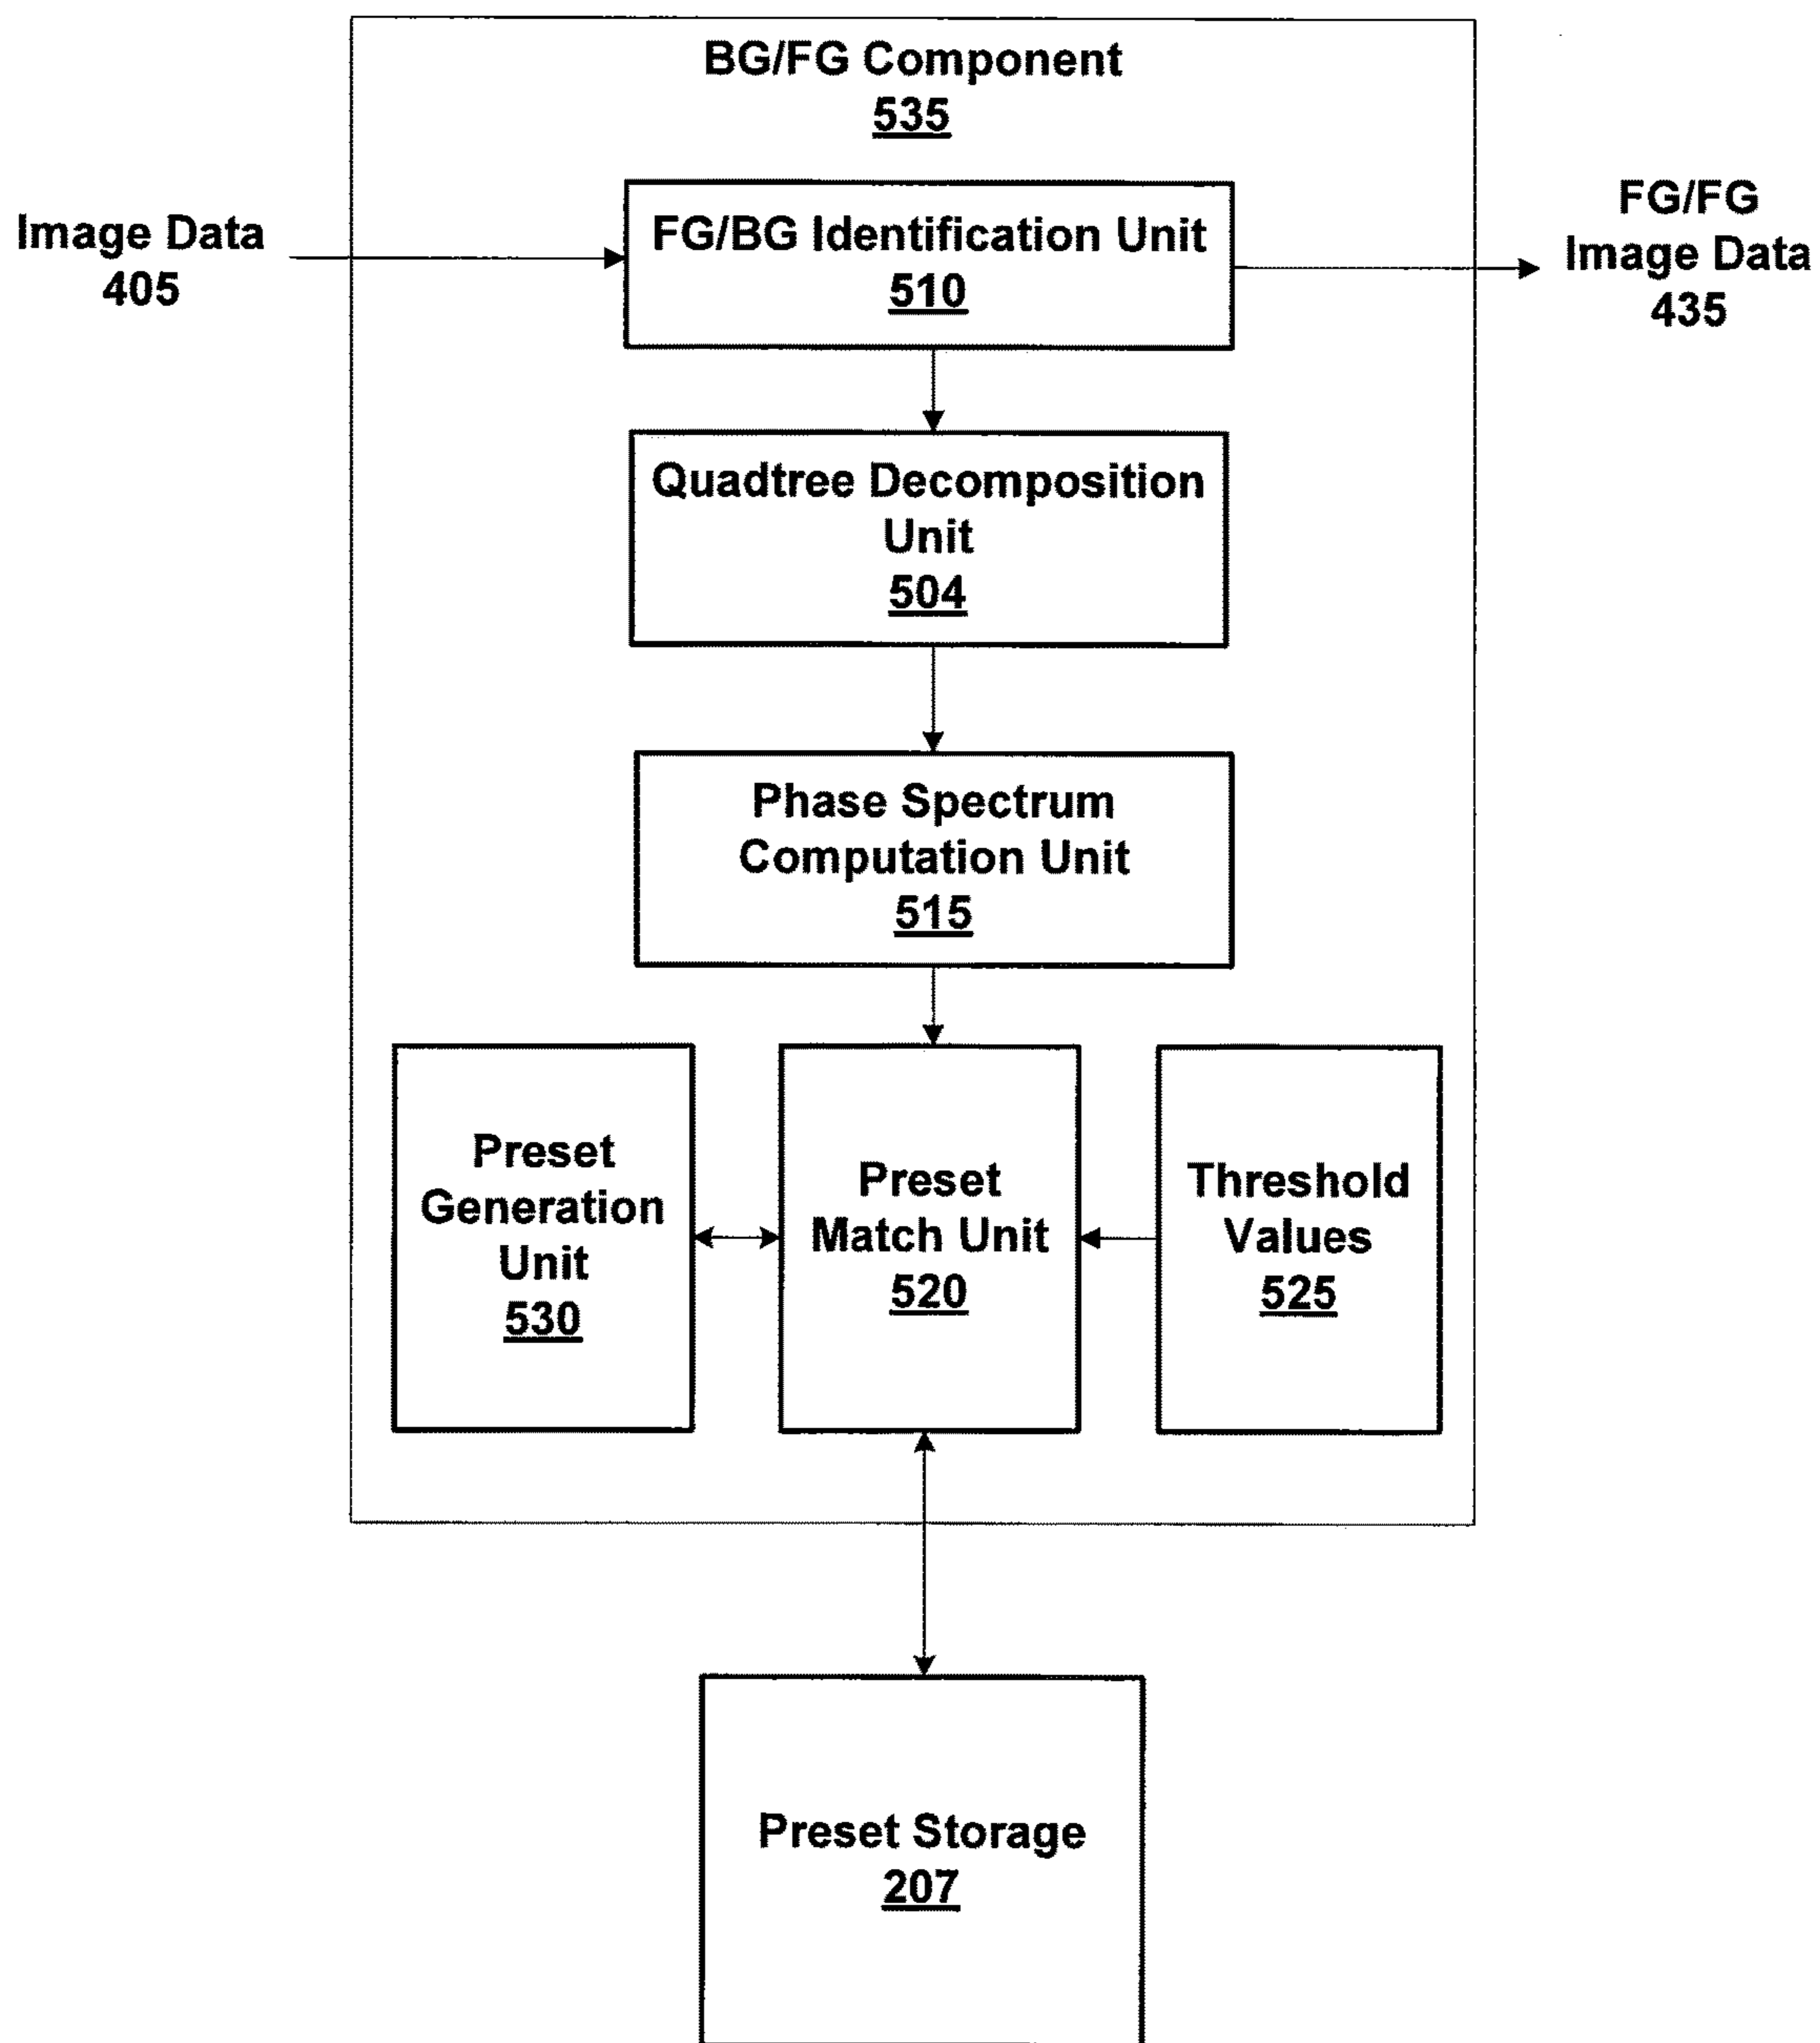 BG/FG Component
535
Image Data
405
FG/BG Identification Unit
510
FG/FG
Image Data
435
Quadtree Decomposition
Unit
504
Phase Spectrum
Computation Unit
515
Preset
Generation
Unit
530
Preset
Match Unit
520
Threshold
Values
525
Preset Storage
207